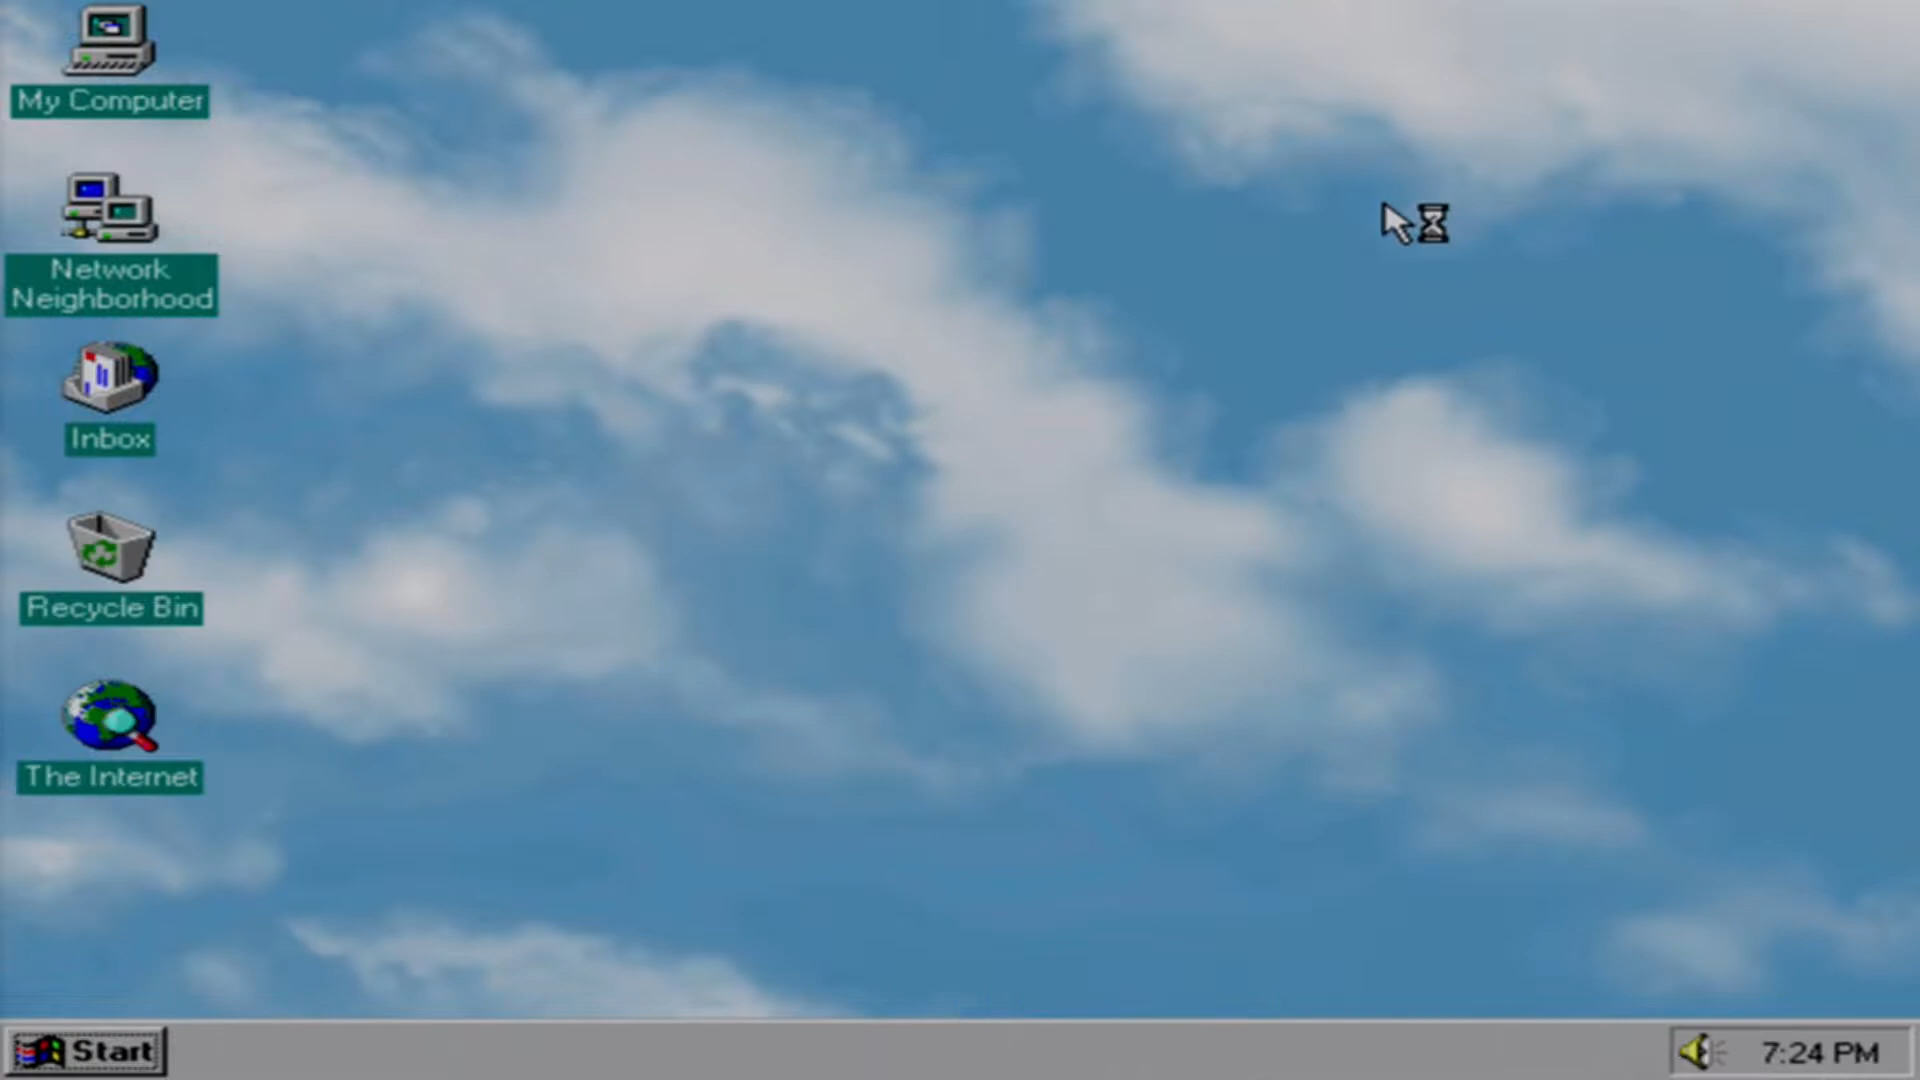 My Computer
Network
Neighborhood
Inbox
Recycle Bin
The Internet
Start
7:24 PM